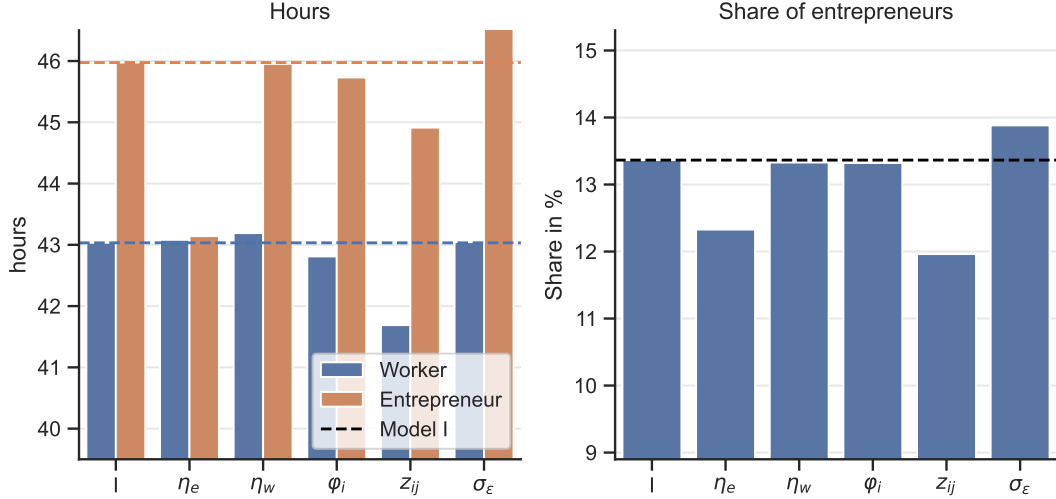 Hours
hours
46
45
44
43
42
41
40
I
ηe
ηw
φi
zij
σε
Worker
Entrepreneur
Model I
Share of entrepreneurs
Share in %
15
14
13
12
11
10
9
I
ηe
ηw
φi
zij
σε